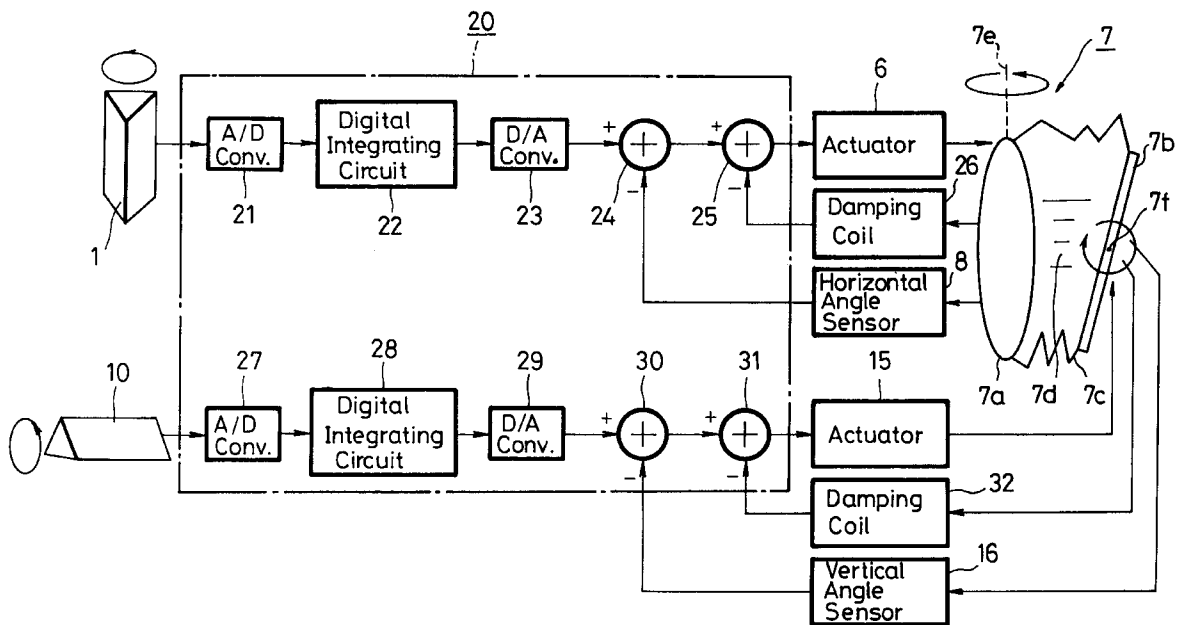 20
7e
7
6
A/D
Conv.
Digital
Integrating
Circuit
D/A
Conv.
+
+
Actuator
7b
26
1
21
22
23
24
25
-
-
Damping
Coil
7f
8
Horizontal
Angle
Sensor
10
27
28
29
30
31
15
7a
7d
7c
A/D
Conv.
Digital
Integrating
Circuit
D/A
Conv.
+
+
Actuator
-
-
32
Damping
Coil
16
Vertical
Angle
Sensor